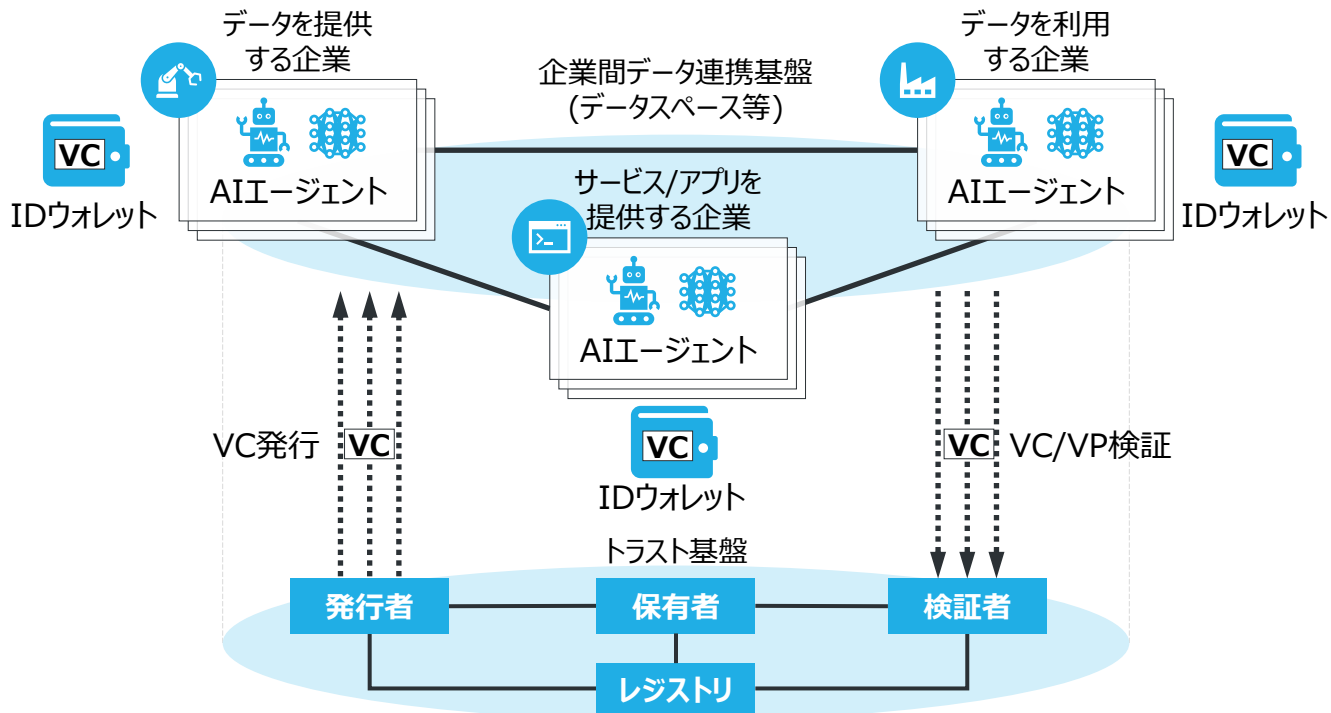 データを提供
する企業
データを利用
する企業
企業間データ連携基盤
(データスペース等)
VC
IDウォレット
AIエージェント
サービス/アプリを
提供する企業
>_
AIエージェント
AIエージェント
VC
IDウォレット
VC発行
VC
VC
IDウォレット
VC
VC/VP検証
トラスト基盤
発行者
保有者
検証者
レジストリ